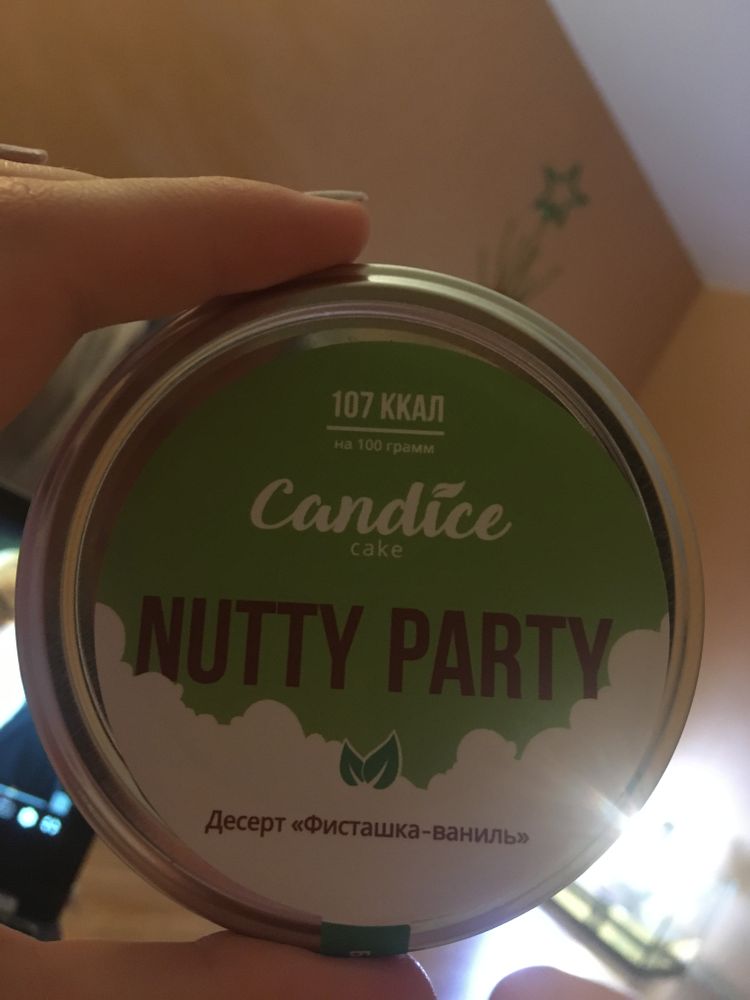 107 ККАЛ
на 100 грамм
Candice
cake
NUTTY PARTY
Десерт «Фисташка-ваниль»